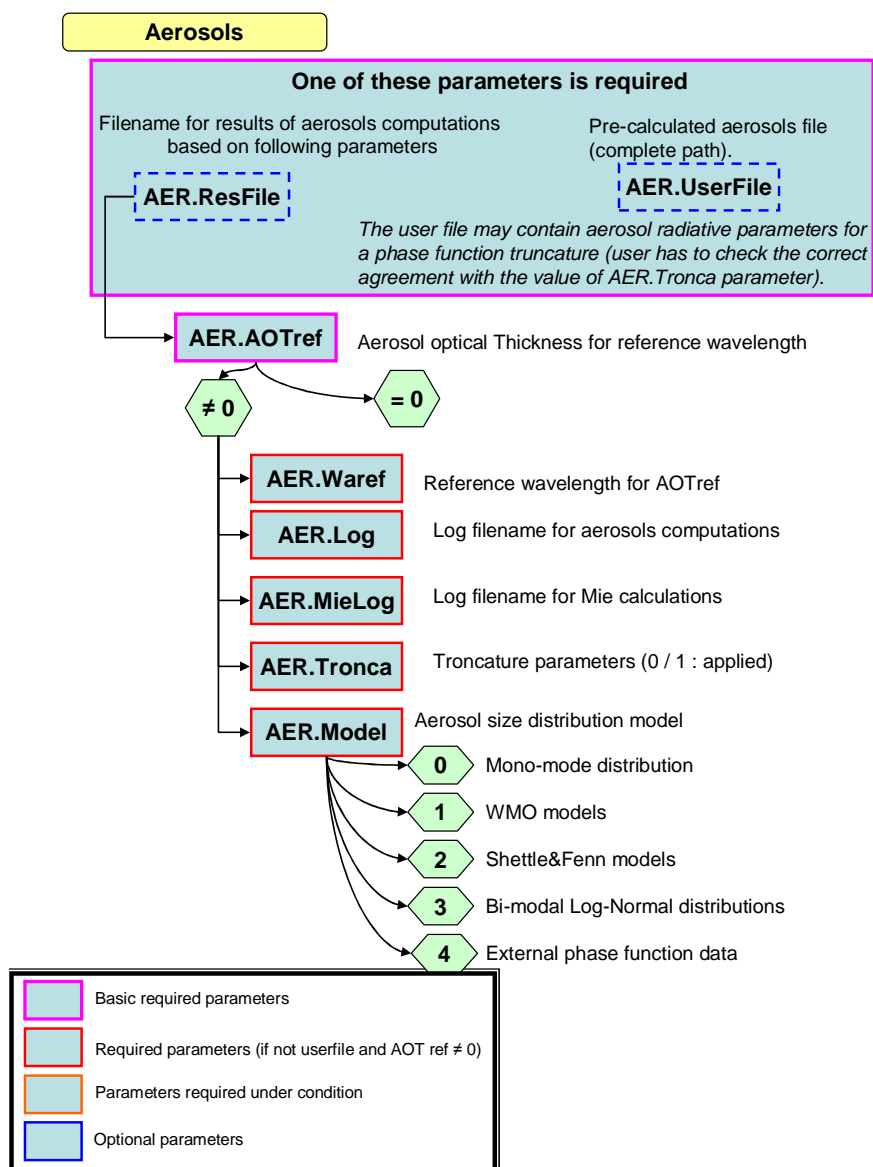 Aerosols
One of these parameters is required
Filename for results of aerosols computations
based on following parameters
AER.ResFile
Pre-calculated aerosols file
(complete path).
AER.UserFile
The user file may contain aerosol radiative parameters for
a phase function truncature (user has to check the correct
agreement with the value of AER.Tronca parameter).
AER.AOTref
Aerosol optical Thickness for reference wavelength
≠ 0
= 0
AER.Waref
Reference wavelength for AOTref
AER.Log
Log filename for aerosols computations
AER.MieLog
Log filename for Mie calculations
AER.Tronca
Troncature parameters (0 / 1 : applied)
AER.Model
Aerosol size distribution model
0
Mono-mode distribution
1
WMO models
2
Shettle&Fenn models
3
Bi-modal Log-Normal distributions
4
External phase function data
Basic required parameters
Required parameters (if not userfile and AOT ref ≠ 0)
Parameters required under condition
Optional parameters